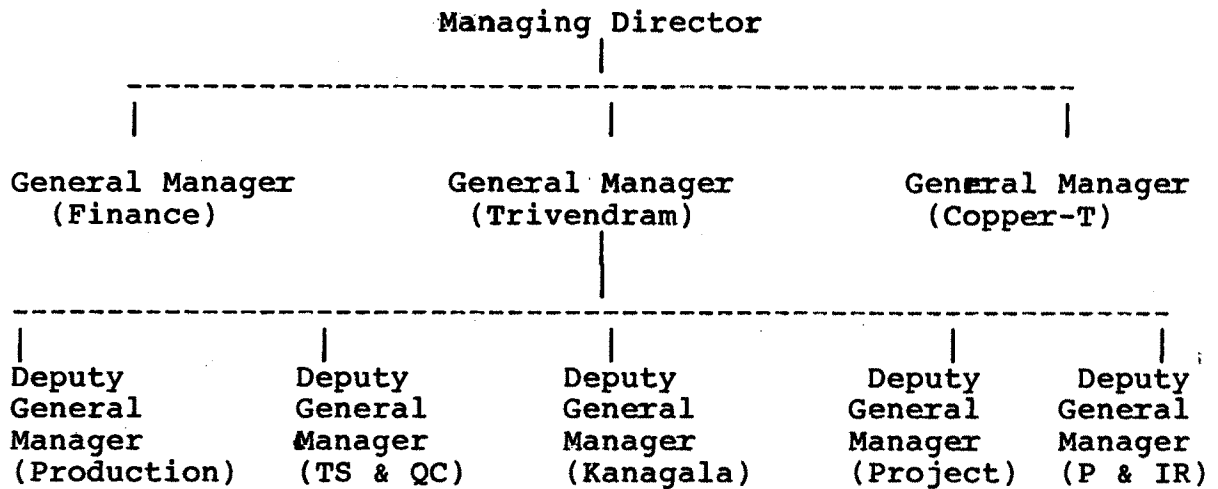 Managing Director
General Manager General Manager General Manager
(Finance) (Trivendram) (Copper-T)
Deputy Deputy Deputy Deputy Deputy
General General General General General
Manager Manager Manager Manager Manager
(Production) (TS & QC) (Kanagala) (Project) (P & IR)